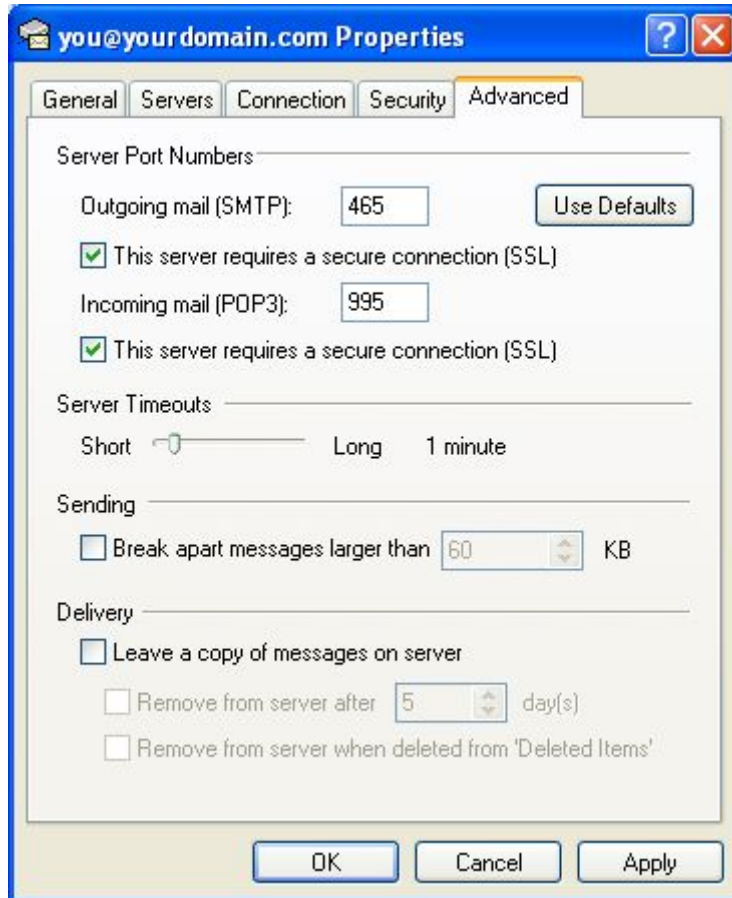 you@yourdomain.com Properties
General Servers Connection Security Advanced
Server Port Numbers
Outgoing mail (SMTP): 465 Use Defaults
This server requires a secure connection (SSL)
Incoming mail (POP3): 995
This server requires a secure connection (SSL)
Server Timeouts
Short Long 1 minute
Sending
Break apart messages larger than 60 KB
Delivery
Leave a copy of messages on server
Remove from server after 5 day(s)
Remove from server when deleted from 'Deleted Items'
OK Cancel Apply